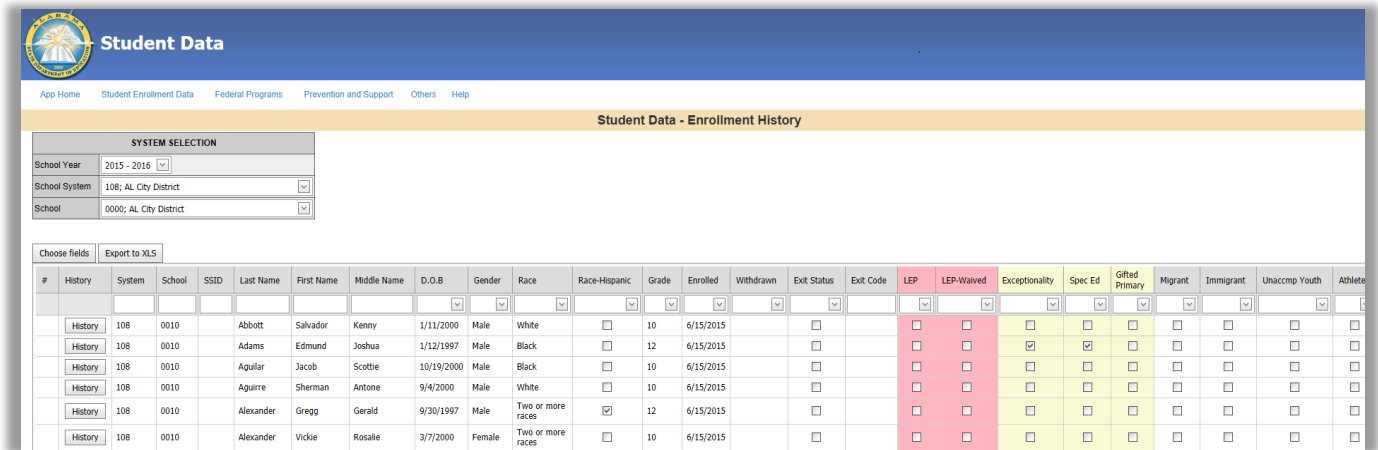 ALABAMA
STATE DEPARTMENT OF EDUCATION
Student Data
App Home Student Enrollment Data Federal Programs Prevention and Support Others Help
Student Data - Enrollment History
SYSTEM SELECTION
School Year 2015 - 2016
School System 108; AL City District
School 0000; AL City District
Choose fields Export to XLS
# History System School SSID Last Name First Name Middle Name D.O.B Gender Race Race-Hispanic Grade Enrolled Withdrawn Exit Status Exit Code LEP LEP-Waived Exceptionality Spec Ed Gifted Primary Migrant Immigrant Unaccmp Youth Athlete
History 108 0010 Abbott Salvador Kenny 1/11/2000 Male White 10 6/15/2015
History 108 0010 Adams Edmund Joshua 1/12/1997 Male Black 12 6/15/2015
History 108 0010 Aguilar Jacob Scottie 10/19/2000 Male Black 10 6/15/2015
History 108 0010 Aguirre Sherman Antone 9/4/2000 Male White 10 6/15/2015
History 108 0010 Alexander Gregg Gerald 9/30/1997 Male Two or more races 12 6/15/2015
History 108 0010 Alexander Vickie Rosalie 3/7/2000 Female Two or more races 10 6/15/2015